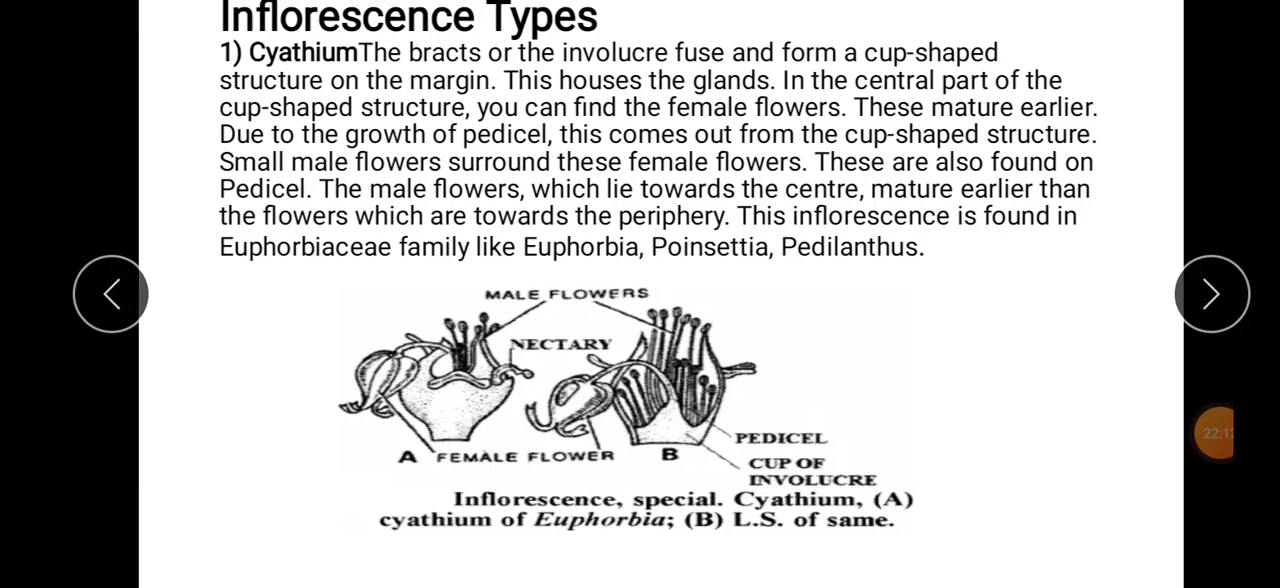 Inflorescence Types
1) CyathiumThe bracts or the involucre fuse and form a cup-shaped
structure on the margin. This houses the glands. In the central part of the
cup-shaped structure, you can find the female flowers. These mature earlier.
Due to the growth of pedicel, this comes out from the cup-shaped structure.
Small male flowers surround these female flowers. These are also found on
Pedicel. The male flowers, which lie towards the centre, mature earlier than
the flowers which are towards the periphery. This inflorescence is found in
Euphorbiaceae family like Euphorbia, Poinsettia, Pedilanthus.
MALE FLOWERS
NECTARY
PEDICEL
A FEMALE FLOWER B
CUP OF
INVOLUCRE
Inflorescence, special. Cyathium, (A)
cyathium of Euphorbia; (B) L.S. of same.